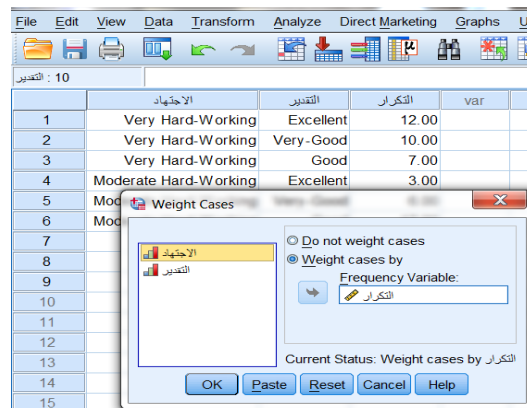 File Edit View Data Transform Analyze Direct Marketing Graphs U
10 : التقدير
الاجتهاد التقدير التكرار var
1 Very Hard-Working Excellent 12.00
2 Very Hard-Working Very-Good 10.00
3 Very Hard-Working Good 7.00
4 Moderate Hard-Working Excellent 3.00
5 Mod
6 Mod
7
8
9
10
11
12
13
14
15
Weight Cases
الاجتهاد
التقدير
Do not weight cases
Weight cases by
Frequency Variable:
التكرار
Current Status: Weight cases by التكرار
OK Paste Reset Cancel Help